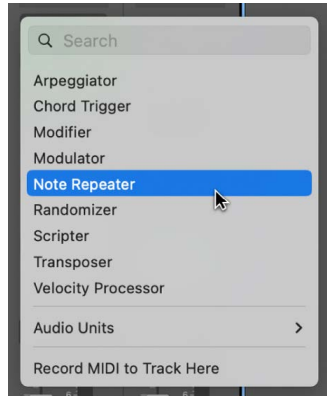 Search
Arpeggiator
Chord Trigger
Modifier
Modulator
Note Repeater
Randomizer
Scripter
Transposer
Velocity Processor
Audio Units
Record MIDI to Track Here